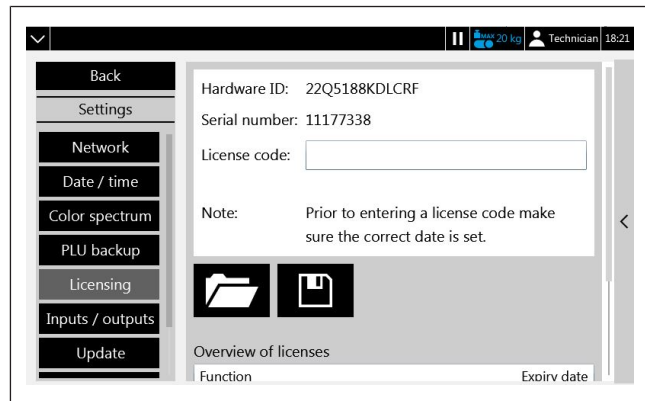 MAX 20 kg Technician 18:21
Back
Settings
Network
Date / time
Color spectrum
PLU backup
Licensing
Inputs / outputs
Update
Hardware ID: 22Q5188KDLCRF
Serial number: 11177338
License code:
Note: Prior to entering a license code make
sure the correct date is set.
Overview of licenses
Function Expiry date